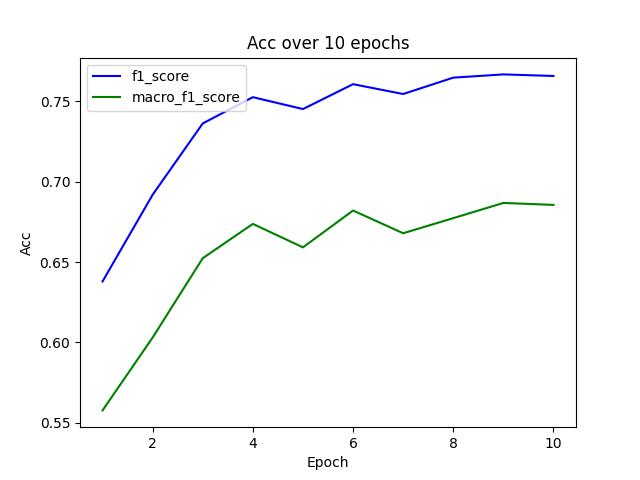 Acc over 10 epochs
f1_score
macro_f1_score
0.75
0.70
0.65
0.60
0.55
Acc
2 4 6 8 10
Epoch